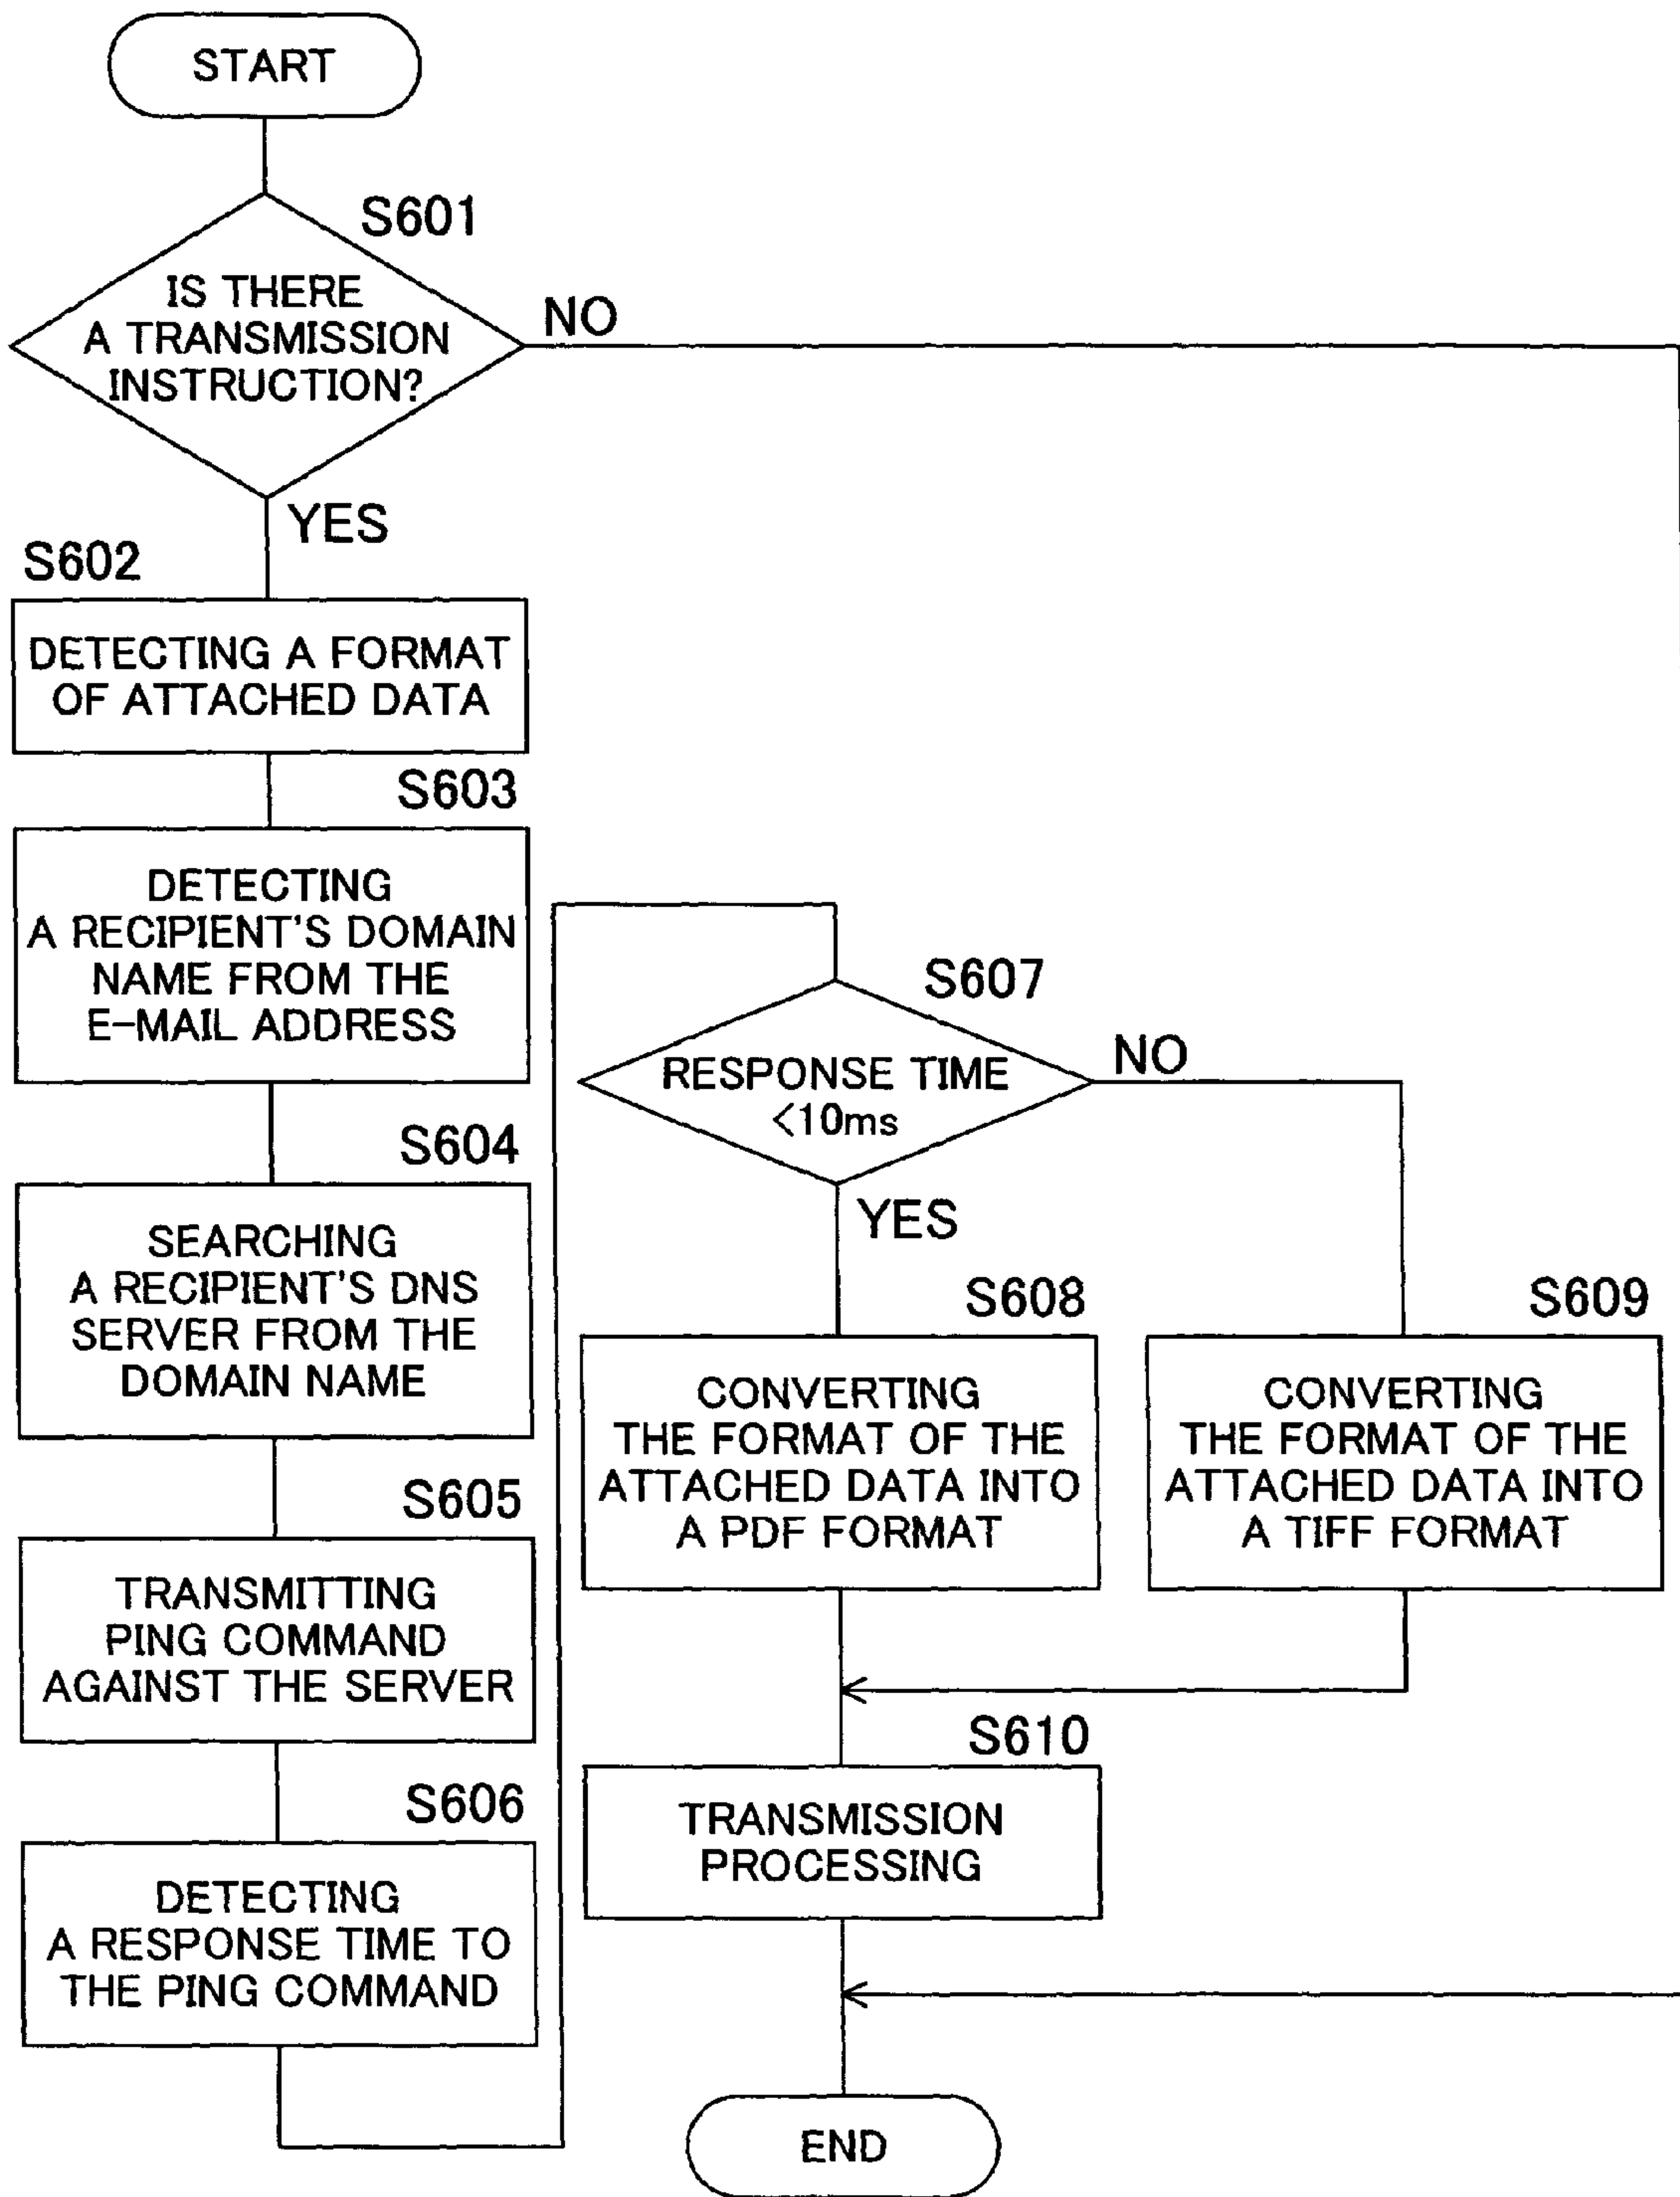 START
S601
IS THERE
A TRANSMISSION
INSTRUCTION?
NO
YES
S602
DETECTING A FORMAT
OF ATTACHED DATA
S603
DETECTING
A RECIPIENT'S DOMAIN
NAME FROM THE
E-MAIL ADDRESS
S604
SEARCHING
A RECIPIENT'S DNS
SERVER FROM THE
DOMAIN NAME
S605
TRANSMITTING
PING COMMAND
AGAINST THE SERVER
S606
DETECTING
A RESPONSE TIME TO
THE PING COMMAND
S607
RESPONSE TIME
<10ms
NO
YES
S608
CONVERTING
THE FORMAT OF THE
ATTACHED DATA INTO
A PDF FORMAT
S609
CONVERTING
THE FORMAT OF THE
ATTACHED DATA INTO
A TIFF FORMAT
S610
TRANSMISSION
PROCESSING
END